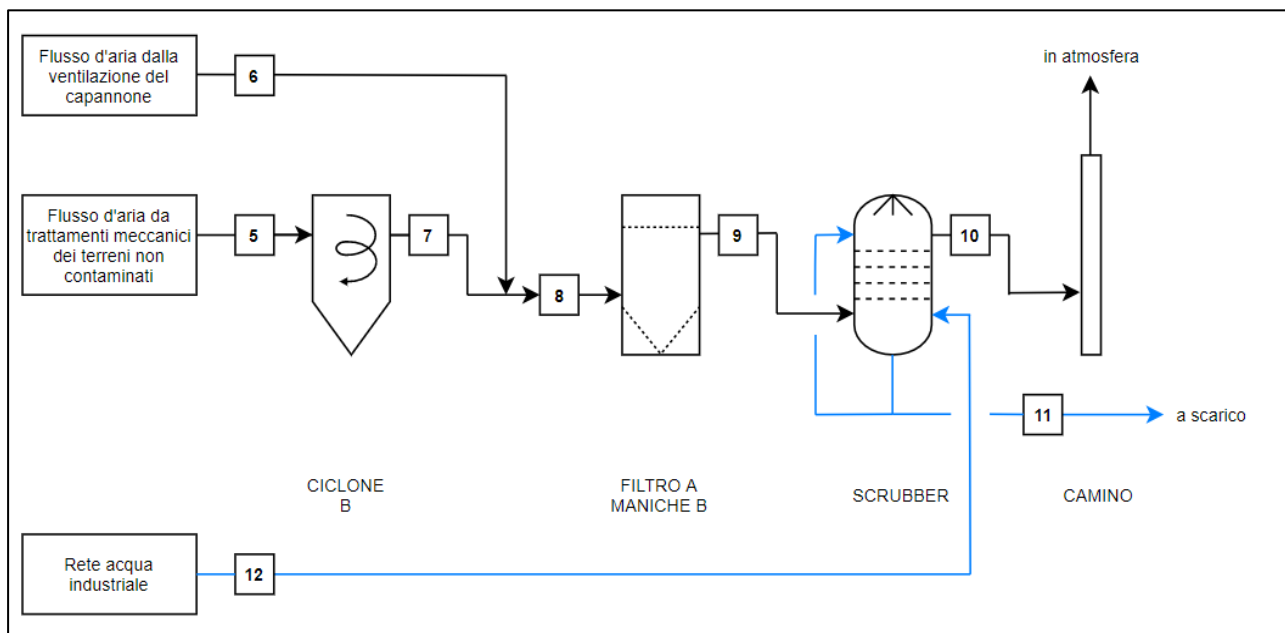 Flusso d'aria dalla
ventilazione del
capannone
6
in atmosfera
Flusso d'aria da
trattamenti meccanici
dei terreni non
contaminati
5
7
8
9
10
11
a scarico
CICLONE
B
FILTRO A
MANICHE B
SCRUBBER
CAMINO
Rete acqua
industriale
12